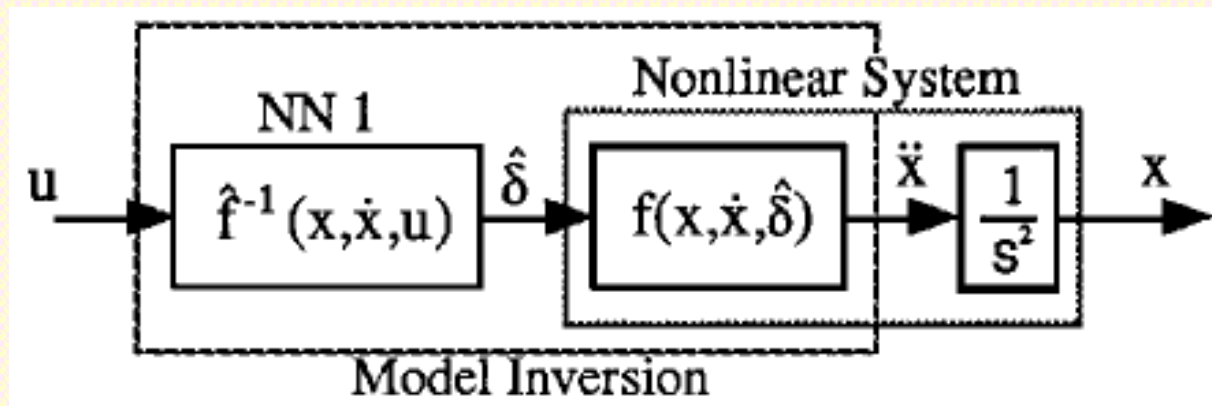 Nonlinear System
NN 1
u
f̂⁻¹ (x,ẋ,u)
δ̂
f(x,ẋ,δ̂)
ẍ
1
s²
x
Model Inversion